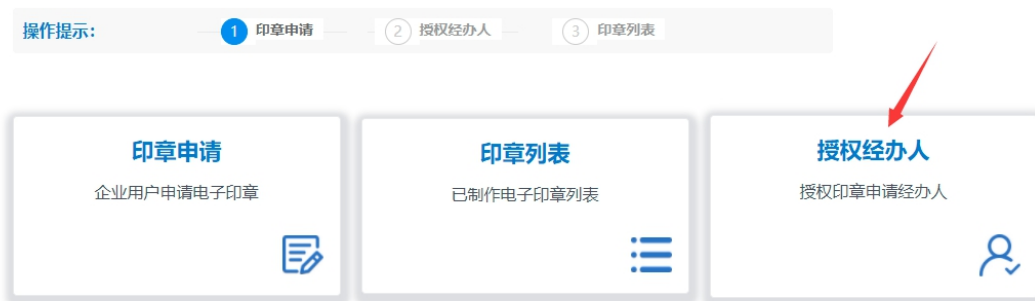 操作提示： 1 印章申请 2 授权经办人 3 印章列表
印章申请 印章列表 授权经办人
企业用户申请电子印章 已制作电子印章列表 授权印章申请经办人